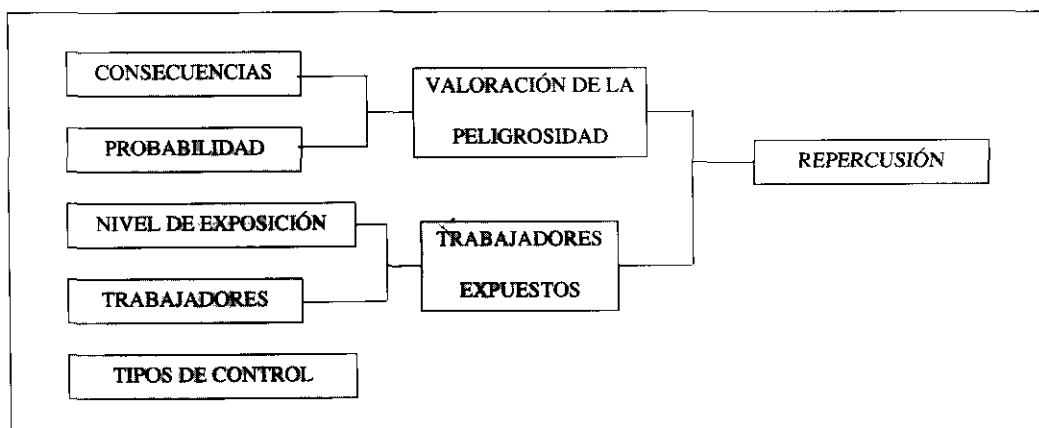 CONSECUENCIAS
PROBABILIDAD
VALORACIÓN DE LA
PELIGROSIDAD
NIVEL DE EXPOSICIÓN
TRABAJADORES
TRABAJADORES
EXPUESTOS
REPERCUSIÓN
TIPOS DE CONTROL